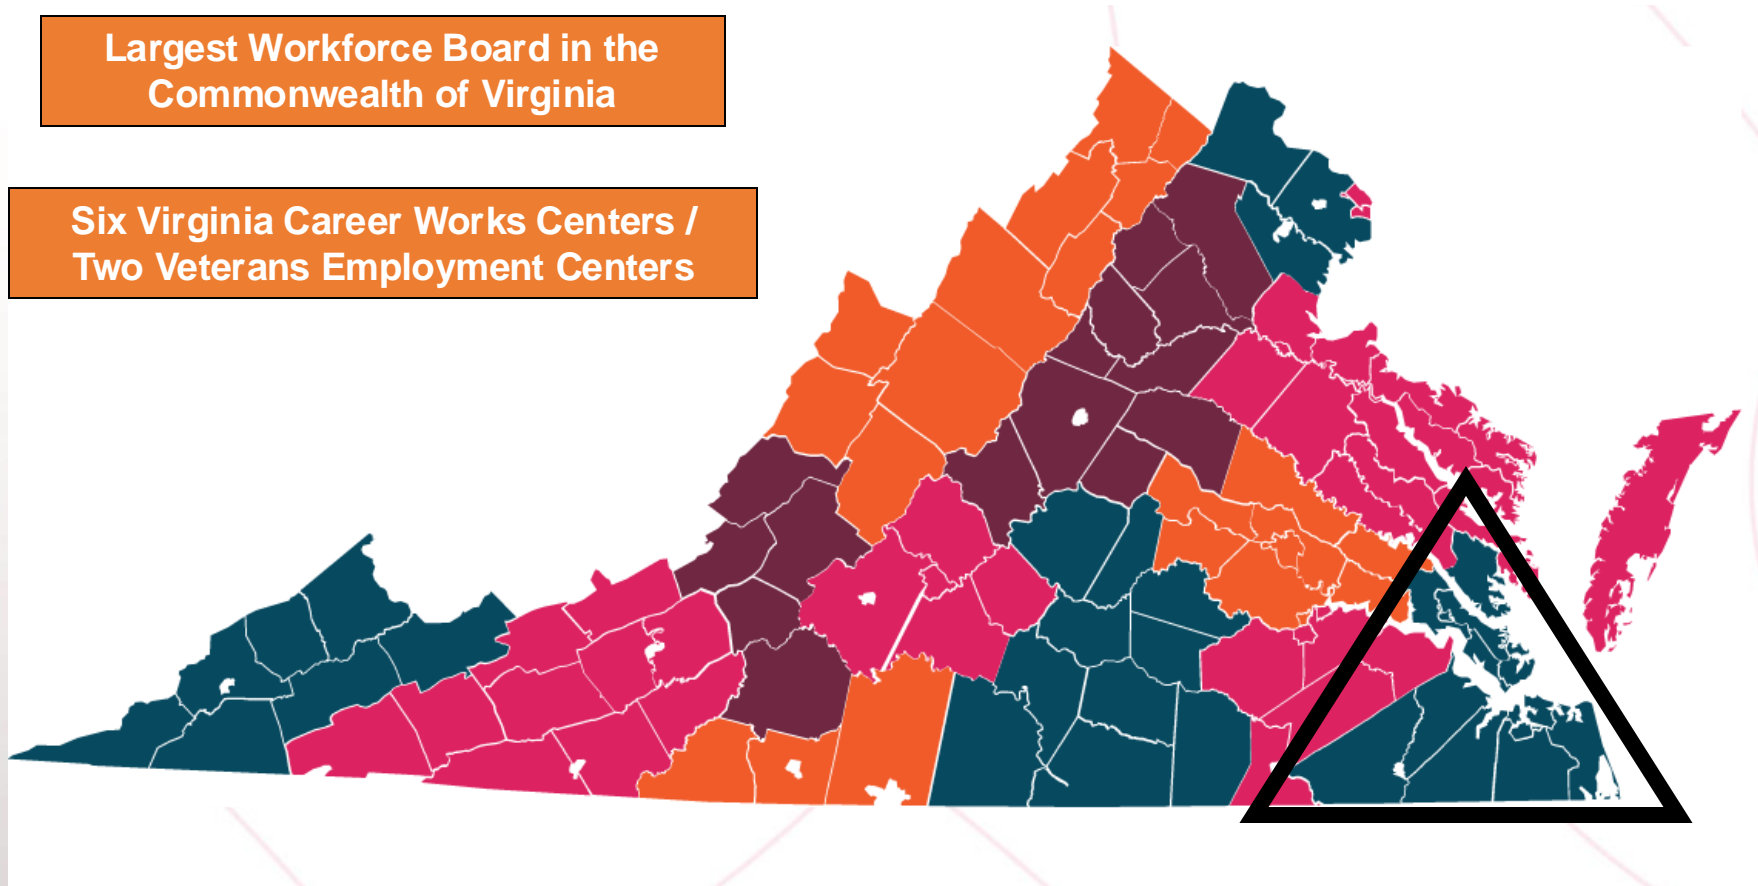 Largest Workforce Board in the
Commonwealth of Virginia
Six Virginia Career Works Centers /
Two Veterans Employment Centers